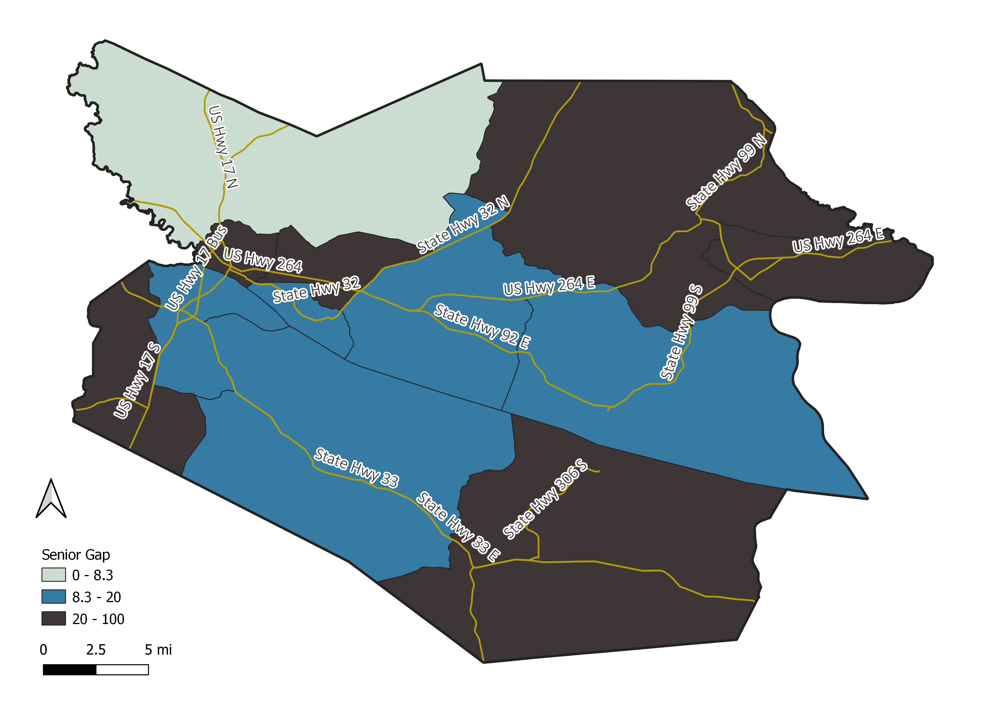 US Hwy 17 N
State Hwy 99 N
State Hwy 32 N
US Hwy 17 Bus
US Hwy 264
US Hwy 264 E
State Hwy 32
US Hwy 264 E
US Hwy
State Hwy 92 E
State Hwy 99 S
US Hwy 17 S
State Hwy 33
State Hwy 306 S
State Hwy 33 E
Senior Gap
0 - 8.3
8.3 - 20
20 - 100
0 2.5 5 mi